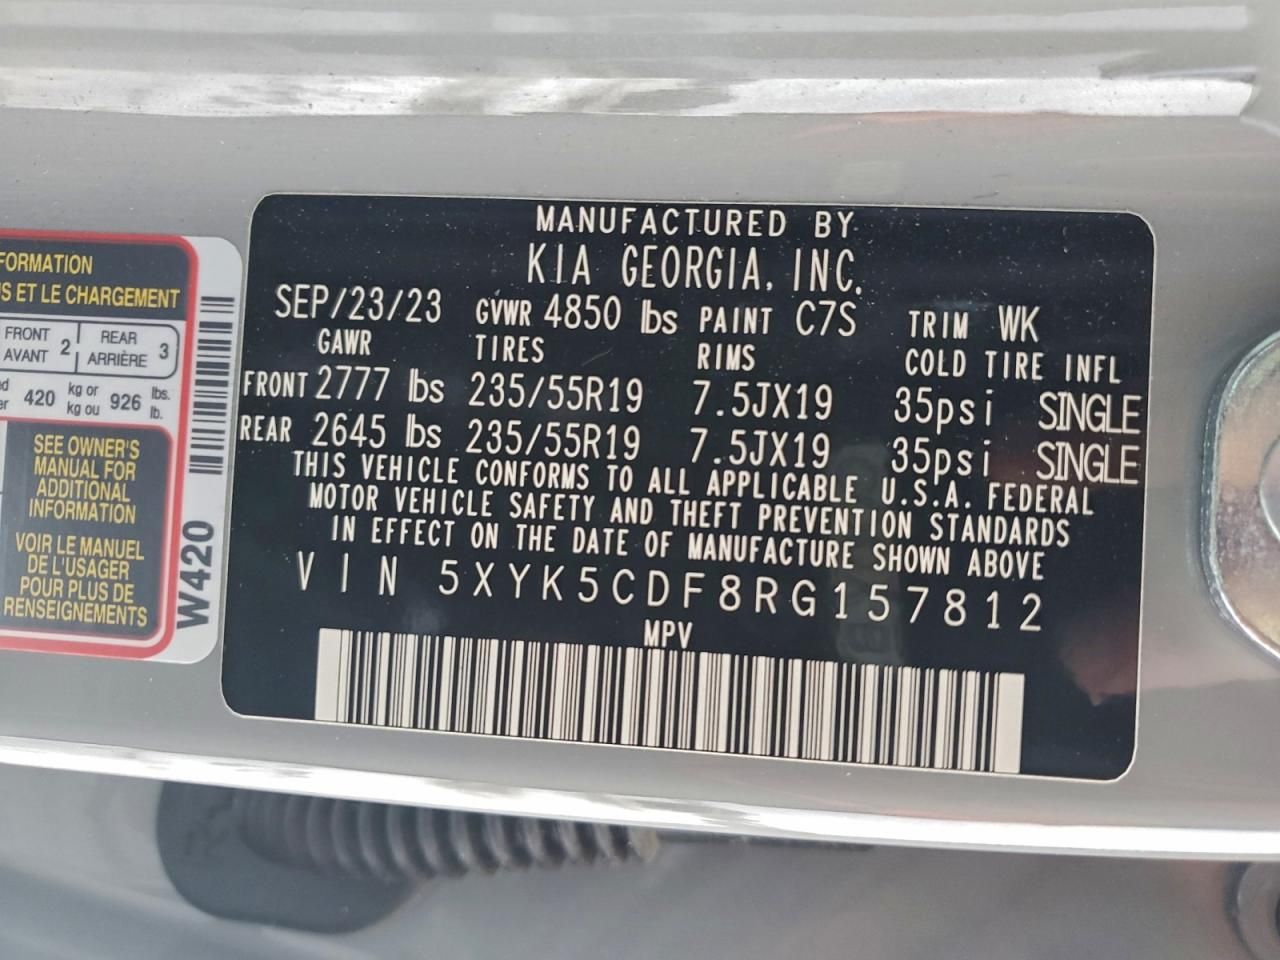 MANUFACTURED BY
KIA GEORGIA, INC.
SEP/23/23 GVWR 4850 lbs PAINT C7S TRIM WK
GAWR TIRES RIMS COLD TIRE INFL
FRONT 2777 lbs 235/55R19 7.5JX19 35psi SINGLE
REAR 2645 lbs 235/55R19 7.5JX19 35psi SINGLE
THIS VEHICLE CONFORMS TO ALL APPLICABLE U.S.A. FEDERAL
MOTOR VEHICLE SAFETY AND THEFT PREVENTION STANDARDS
IN EFFECT ON THE DATE OF MANUFACTURE SHOWN ABOVE
VIN 5XYK5CDF8RG157812
MPV
FORMATION
S ET LE CHARGEMENT
FRONT
AVANT 2
REAR
ARRIÈRE 3
420 kg or
kg ou 926 lbs.
lb.
SEE OWNER'S
MANUAL FOR
ADDITIONAL
INFORMATION
VOIR LE MANUEL
DE L'USAGER
POUR PLUS DE
RENSEIGNEMENTS
W420